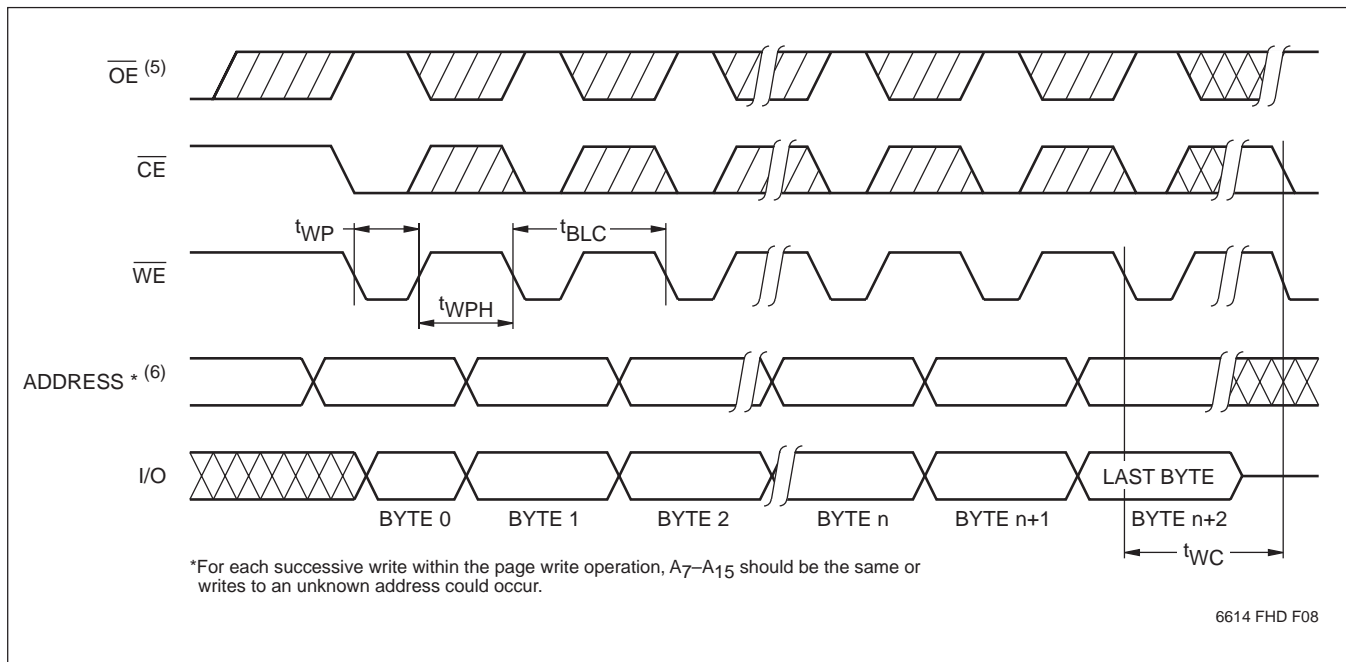 OE (5)
CE
tWP
tBLC
WE
tWPH
ADDRESS * (6)
I/O
LAST BYTE
BYTE 0 BYTE 1 BYTE 2 BYTE n BYTE n+1 BYTE n+2
tWC
*For each successive write within the page write operation, A7–A15 should be the same or
writes to an unknown address could occur.
6614 FHD F08